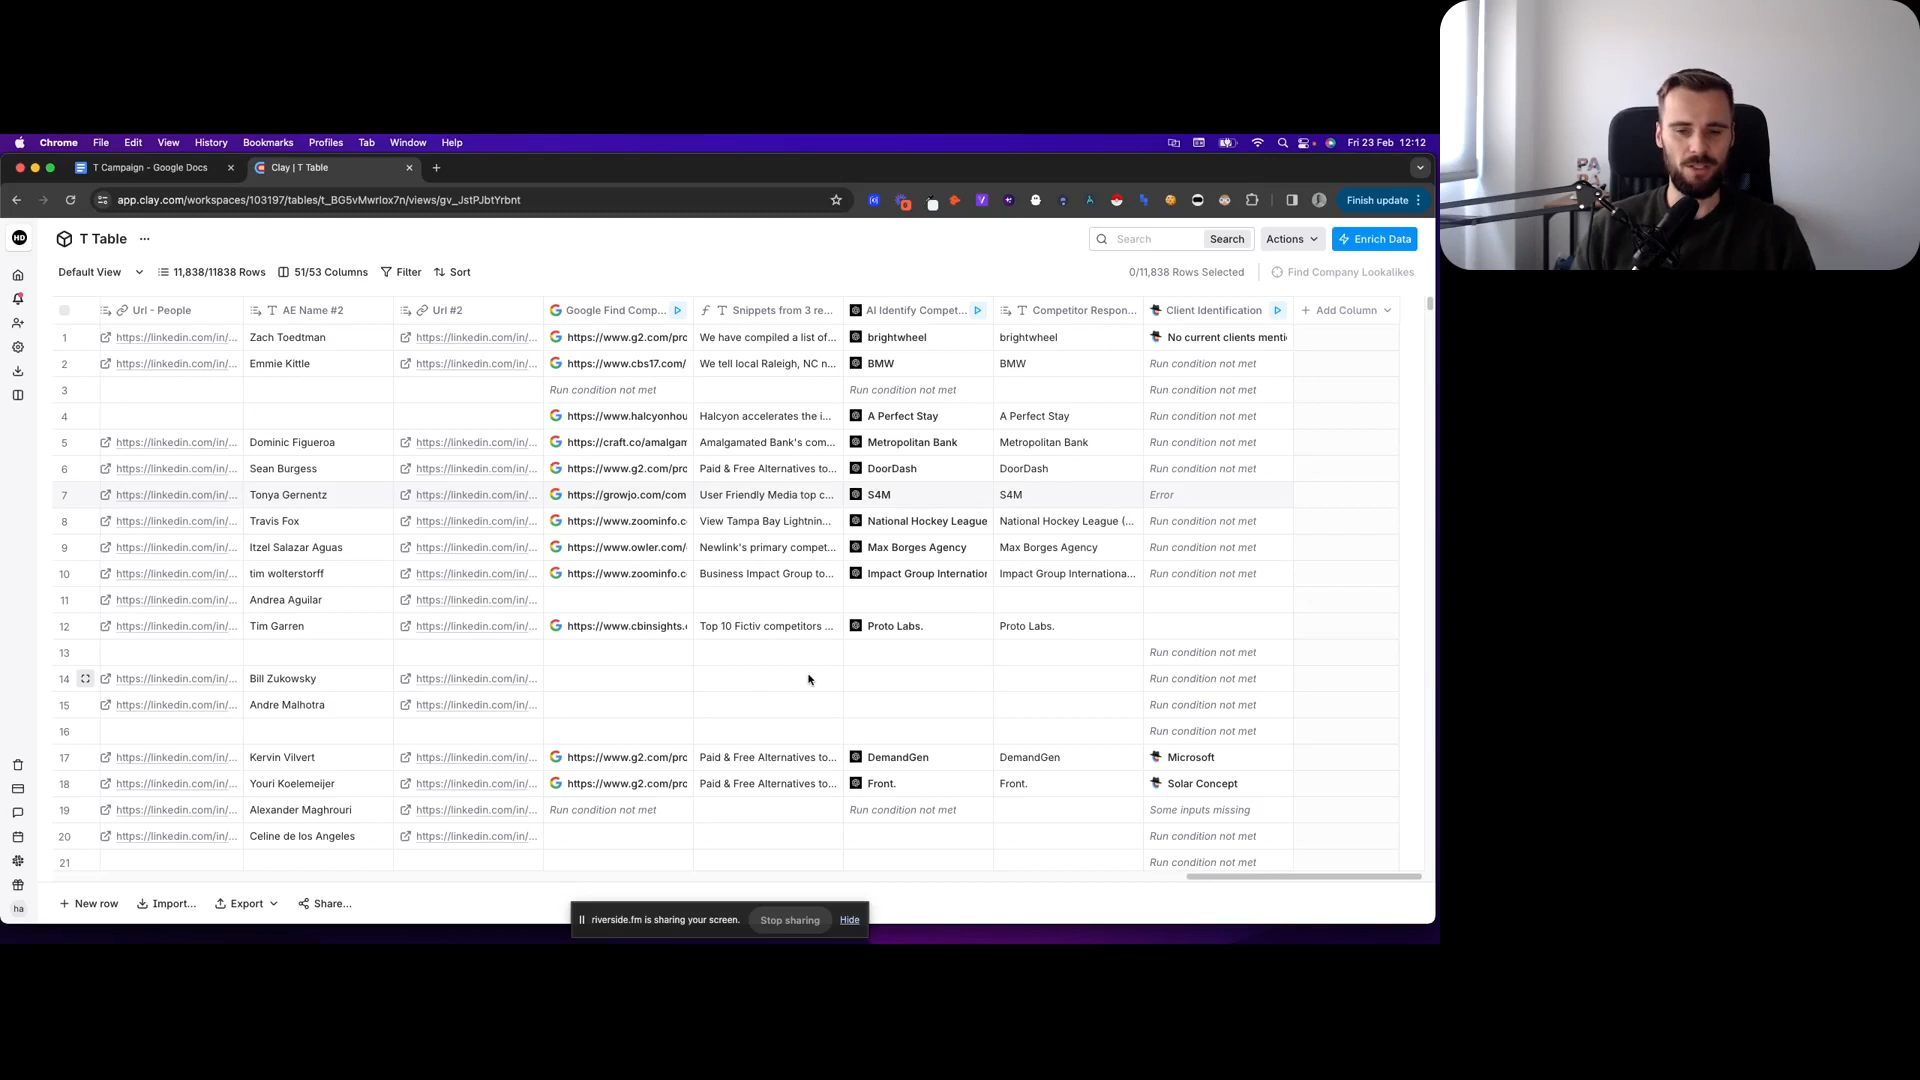 Chrome File Edit View History Bookmarks Profiles Tab Window Help Fri 23 Feb 12:12
T Campaign - Google Docs Clay | T Table
app.clay.com/workspaces/103197/tables/t_BG5vMwrIox7n/views/gv_JstPJbtYrbnt Finish update
HD T Table ... Search Search Actions Enrich Data
Default View 11,838/11838 Rows 51/53 Columns Filter Sort 0/11,838 Rows Selected Find Company Lookalikes
Url - People AE Name #2 Url #2 Google Find Comp... Snippets from 3 re... AI Identify Compet... Competitor Respon... Client Identification + Add Column
1 https://linkedin.com/in/... Zach Toedtman https://linkedin.com/in/... https://www.g2.com/pro We have compiled a list of... brightwheel brightwheel No current clients menti
2 https://linkedin.com/in/... Emmie Kittle https://linkedin.com/in/... https://www.cbs17.com/ We tell local Raleigh, NC n... BMW BMW Run condition not met
3 Run condition not met Run condition not met Run condition not met
4 https://www.halcyonhou Halcyon accelerates the i... A Perfect Stay A Perfect Stay Run condition not met
5 https://linkedin.com/in/... Dominic Figueroa https://linkedin.com/in/... https://craft.co/amalgam Amalgamated Bank's com... Metropolitan Bank Metropolitan Bank Run condition not met
6 https://linkedin.com/in/... Sean Burgess https://linkedin.com/in/... https://www.g2.com/pro Paid & Free Alternatives to... DoorDash DoorDash Run condition not met
7 https://linkedin.com/in/... Tonya Gernentz https://linkedin.com/in/... https://growjo.com/com User Friendly Media top c... S4M S4M Error
8 https://linkedin.com/in/... Travis Fox https://linkedin.com/in/... https://www.zoominfo.c View Tampa Bay Lightnin... National Hockey League National Hockey League (... Run condition not met
9 https://linkedin.com/in/... Itzel Salazar Aguas https://linkedin.com/in/... https://www.owler.com/ Newlink's primary compet... Max Borges Agency Max Borges Agency Run condition not met
10 https://linkedin.com/in/... tim wolterstorff https://linkedin.com/in/... https://www.zoominfo.c Business Impact Group to... Impact Group Internation Impact Group Internationa... Run condition not met
11 https://linkedin.com/in/... Andrea Aguilar https://linkedin.com/in/...
12 https://linkedin.com/in/... Tim Garren https://linkedin.com/in/... https://www.cbinsights.c Top 10 Fictiv competitors ... Proto Labs. Proto Labs.
13 Run condition not met
14 https://linkedin.com/in/... Bill Zukowsky https://linkedin.com/in/... Run condition not met
15 https://linkedin.com/in/... Andre Malhotra https://linkedin.com/in/... Run condition not met
16 Run condition not met
17 https://linkedin.com/in/... Kervin Vilvert https://linkedin.com/in/... https://www.g2.com/pro Paid & Free Alternatives to... DemandGen DemandGen Microsoft
18 https://linkedin.com/in/... Youri Koelemeijer https://linkedin.com/in/... https://www.g2.com/pro Paid & Free Alternatives to... Front. Front. Solar Concept
19 https://linkedin.com/in/... Alexander Maghrouri https://linkedin.com/in/... Run condition not met Run condition not met Some inputs missing
20 https://linkedin.com/in/... Celine de los Angeles https://linkedin.com/in/... Run condition not met
21 Run condition not met
ha + New row Import... Export Share...
riverside.fm is sharing your screen. Stop sharing Hide